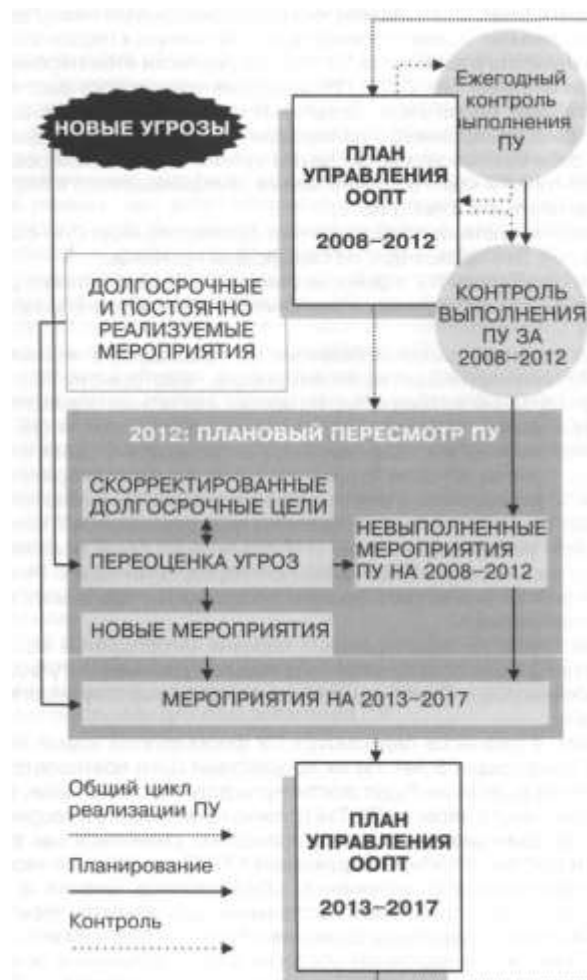 Ежегодный
контроль
выполнения
ПУ
НОВЫЕ УГРОЗЫ
ПЛАН
УПРАВЛЕНИЯ
ООПТ
2008–2012
ДОЛГОСРОЧНЫЕ
И ПОСТОЯННО
РЕАЛИЗУЕМЫЕ
МЕРОПРИЯТИЯ
КОНТРОЛЬ
ВЫПОЛНЕНИЯ
ПУ ЗА
2008–2012
2012: ПЛАНОВЫЙ ПЕРЕСМОТР ПУ
СКОРРЕКТИРОВАННЫЕ
ДОЛГОСРОЧНЫЕ ЦЕЛИ
ПЕРЕОЦЕНКА УГРОЗ
НЕВЫПОЛНЕННЫЕ
МЕРОПРИЯТИЯ
ПУ НА 2008–2012
НОВЫЕ МЕРОПРИЯТИЯ
МЕРОПРИЯТИЯ НА 2013–2017
Общий цикл
реализации ПУ
Планирование
Контроль
ПЛАН
УПРАВЛЕНИЯ
ООПТ
2013–2017